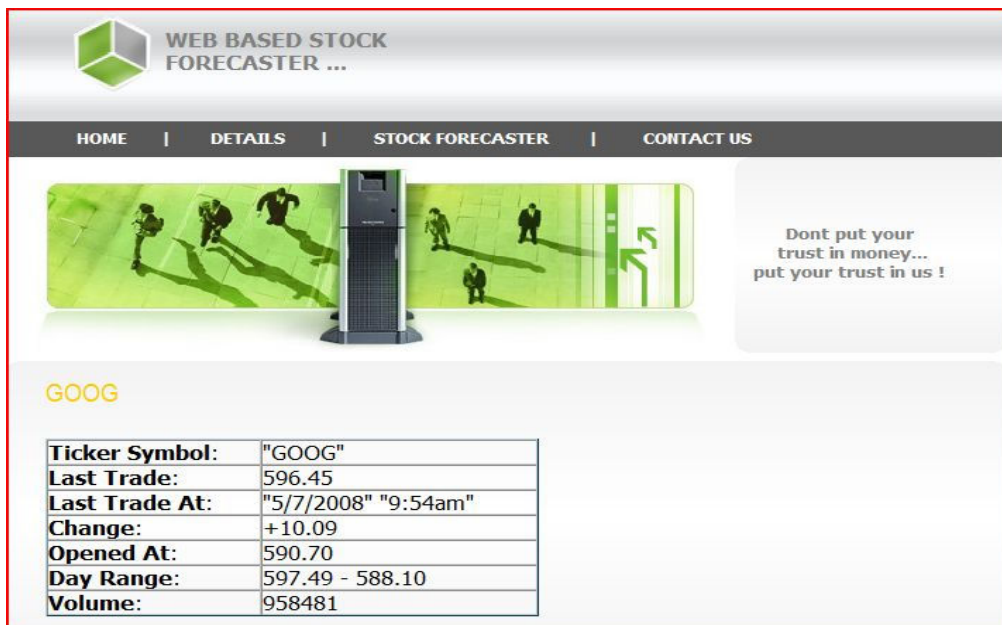 WEB BASED STOCK
FORECASTER ...
HOME | DETAILS | STOCK FORECASTER | CONTACT US
Dont put your
trust in money...
put your trust in us !
GOOG
Ticker Symbol: "GOOG"
Last Trade: 596.45
Last Trade At: "5/7/2008" "9:54am"
Change: +10.09
Opened At: 590.70
Day Range: 597.49 - 588.10
Volume: 958481